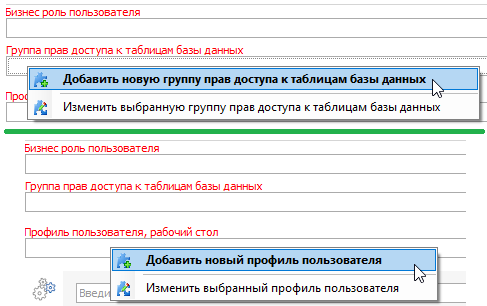 Бизнес роль пользователя
Группа прав доступа к таблицам базы данных
Добавить новую группу прав доступа к таблицам базы данных
Проф
Изменить выбранную группу прав доступа к таблицам базы данных
Бизнес роль пользователя
Группа прав доступа к таблицам базы данных
Профиль пользователя, рабочий стол
Добавить новый профиль пользователя
Введи
Изменить выбранный профиль пользователя